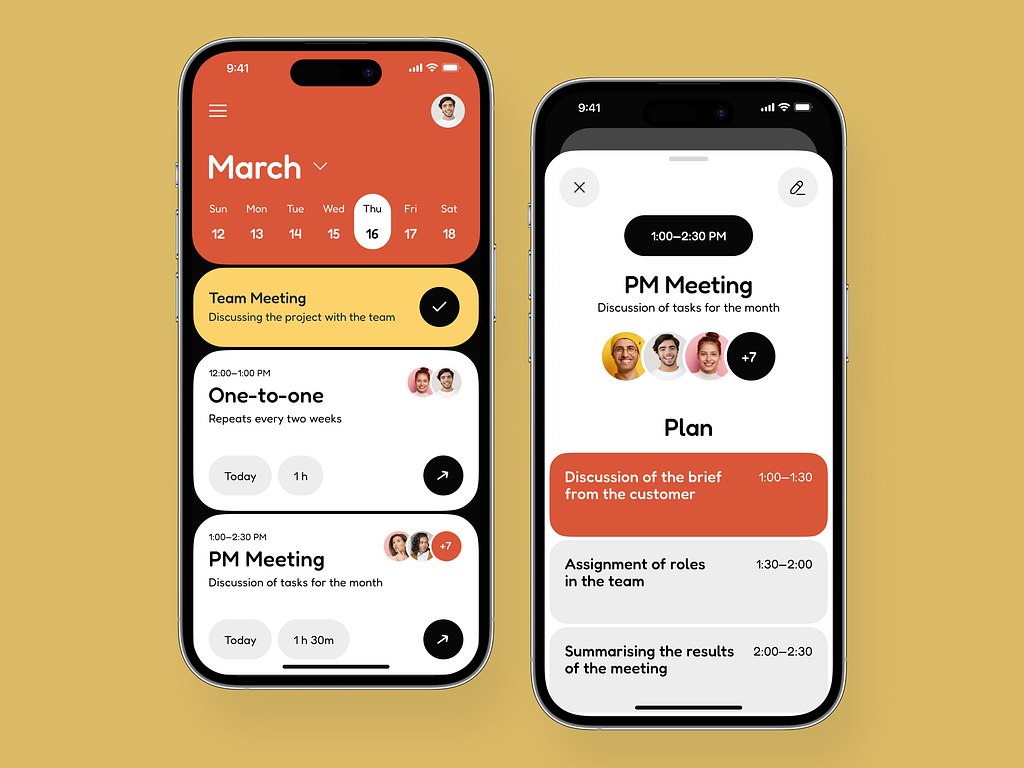 9:41
March
Sun Mon Tue Wed Thu Fri Sat
12 13 14 15 16 17 18
Team Meeting
Discussing the project with the team
12:00–1:00 PM
One-to-one
Repeats every two weeks
Today 1 h
1:00–2:30 PM
PM Meeting
+7
Discussion of tasks for the month
Today 1 h 30m
9:41
1:00–2:30 PM
PM Meeting
Discussion of tasks for the month
+7
Plan
Discussion of the brief 1:00–1:30
from the customer
Assignment of roles 1:30–2:00
in the team
Summarising the results 2:00–2:30
of the meeting